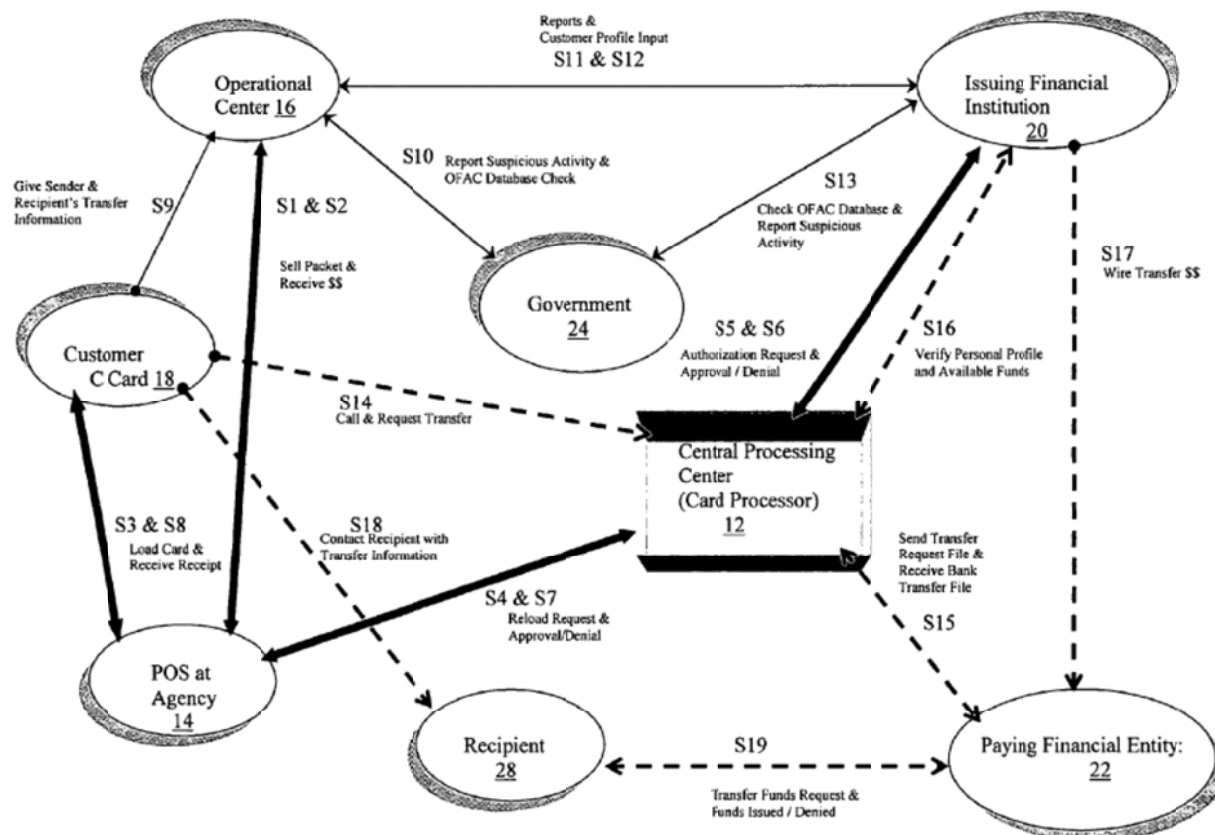 Reports &
Customer Profile Input
S11 & S12
Operational
Center 16
Issuing Financial
Institution
20
S10
Report Suspicious Activity &
OFAC Database Check
S13
Check OFAC Database &
Report Suspicious
Activity
Give Sender &
Recipient's Transfer
Information
S9
S1 & S2
Sell Packet &
Receive $$
S17
Wire Transfer $$
Government
24
Customer
C Card 18
S5 & S6
Authorization Request &
Approval / Denial
S16
Verify Personal Profile
and Available Funds
S14
Call & Request Transfer
Central Processing
Center
(Card Processor)
12
S3 & S8
Load Card &
Receive Receipt
S18
Contact Recipient with
Transfer Information
Send Transfer
Request File &
Receive Bank
Transfer File
S15
S4 & S7
Reload Request &
Approval/Denial
POS at
Agency
14
Recipient
28
S19
Transfer Funds Request &
Funds Issued / Denied
Paying Financial Entity:
22